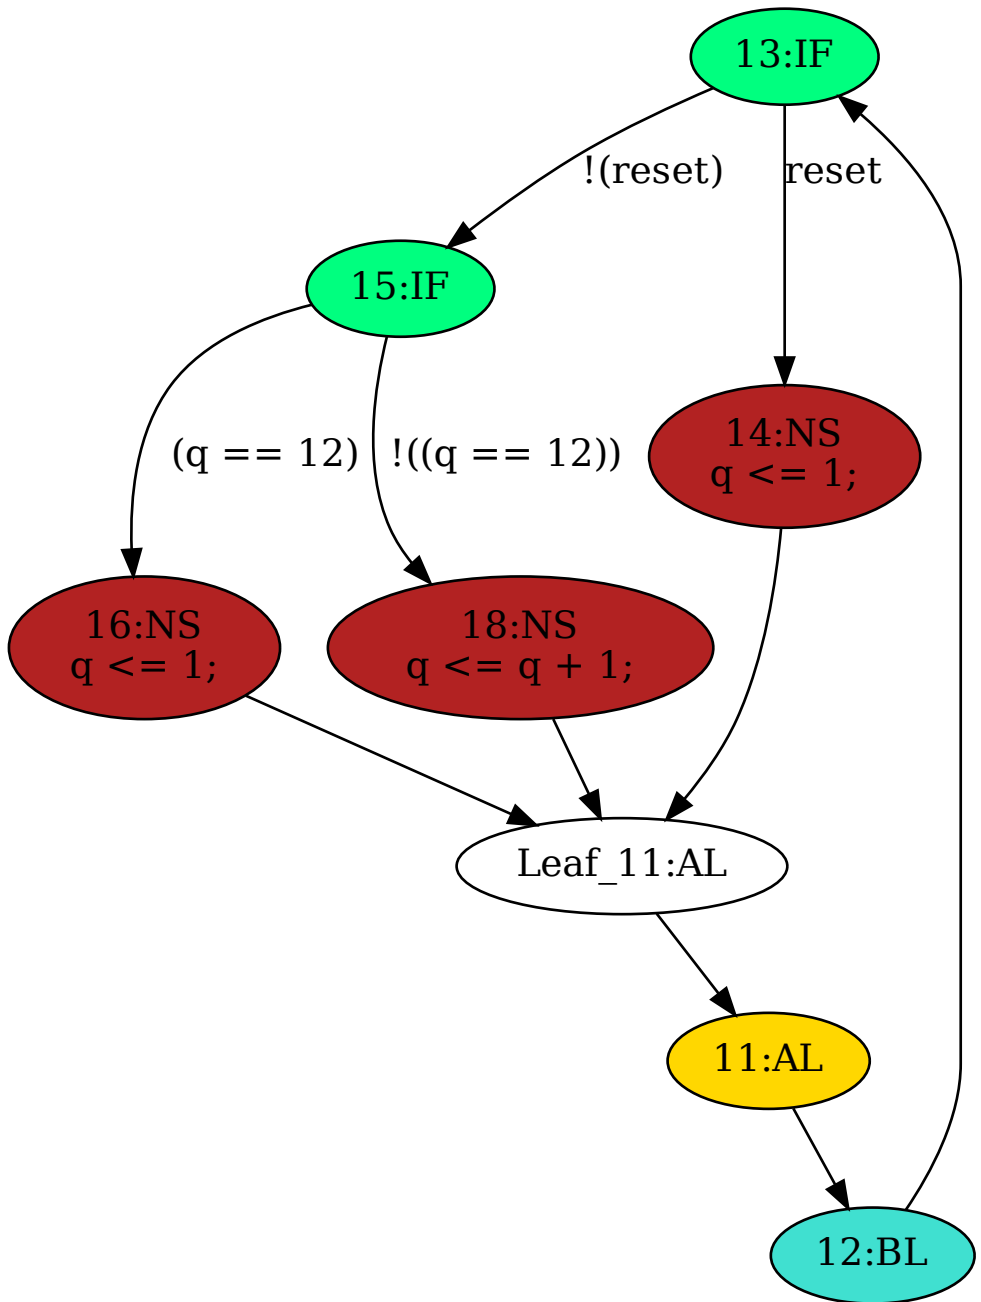 13:IF
!(reset)
reset
15:IF
(q == 12)
!((q == 12))
14:NS
q <= 1;
16:NS
q <= 1;
18:NS
q <= q + 1;
Leaf_11:AL
11:AL
12:BL